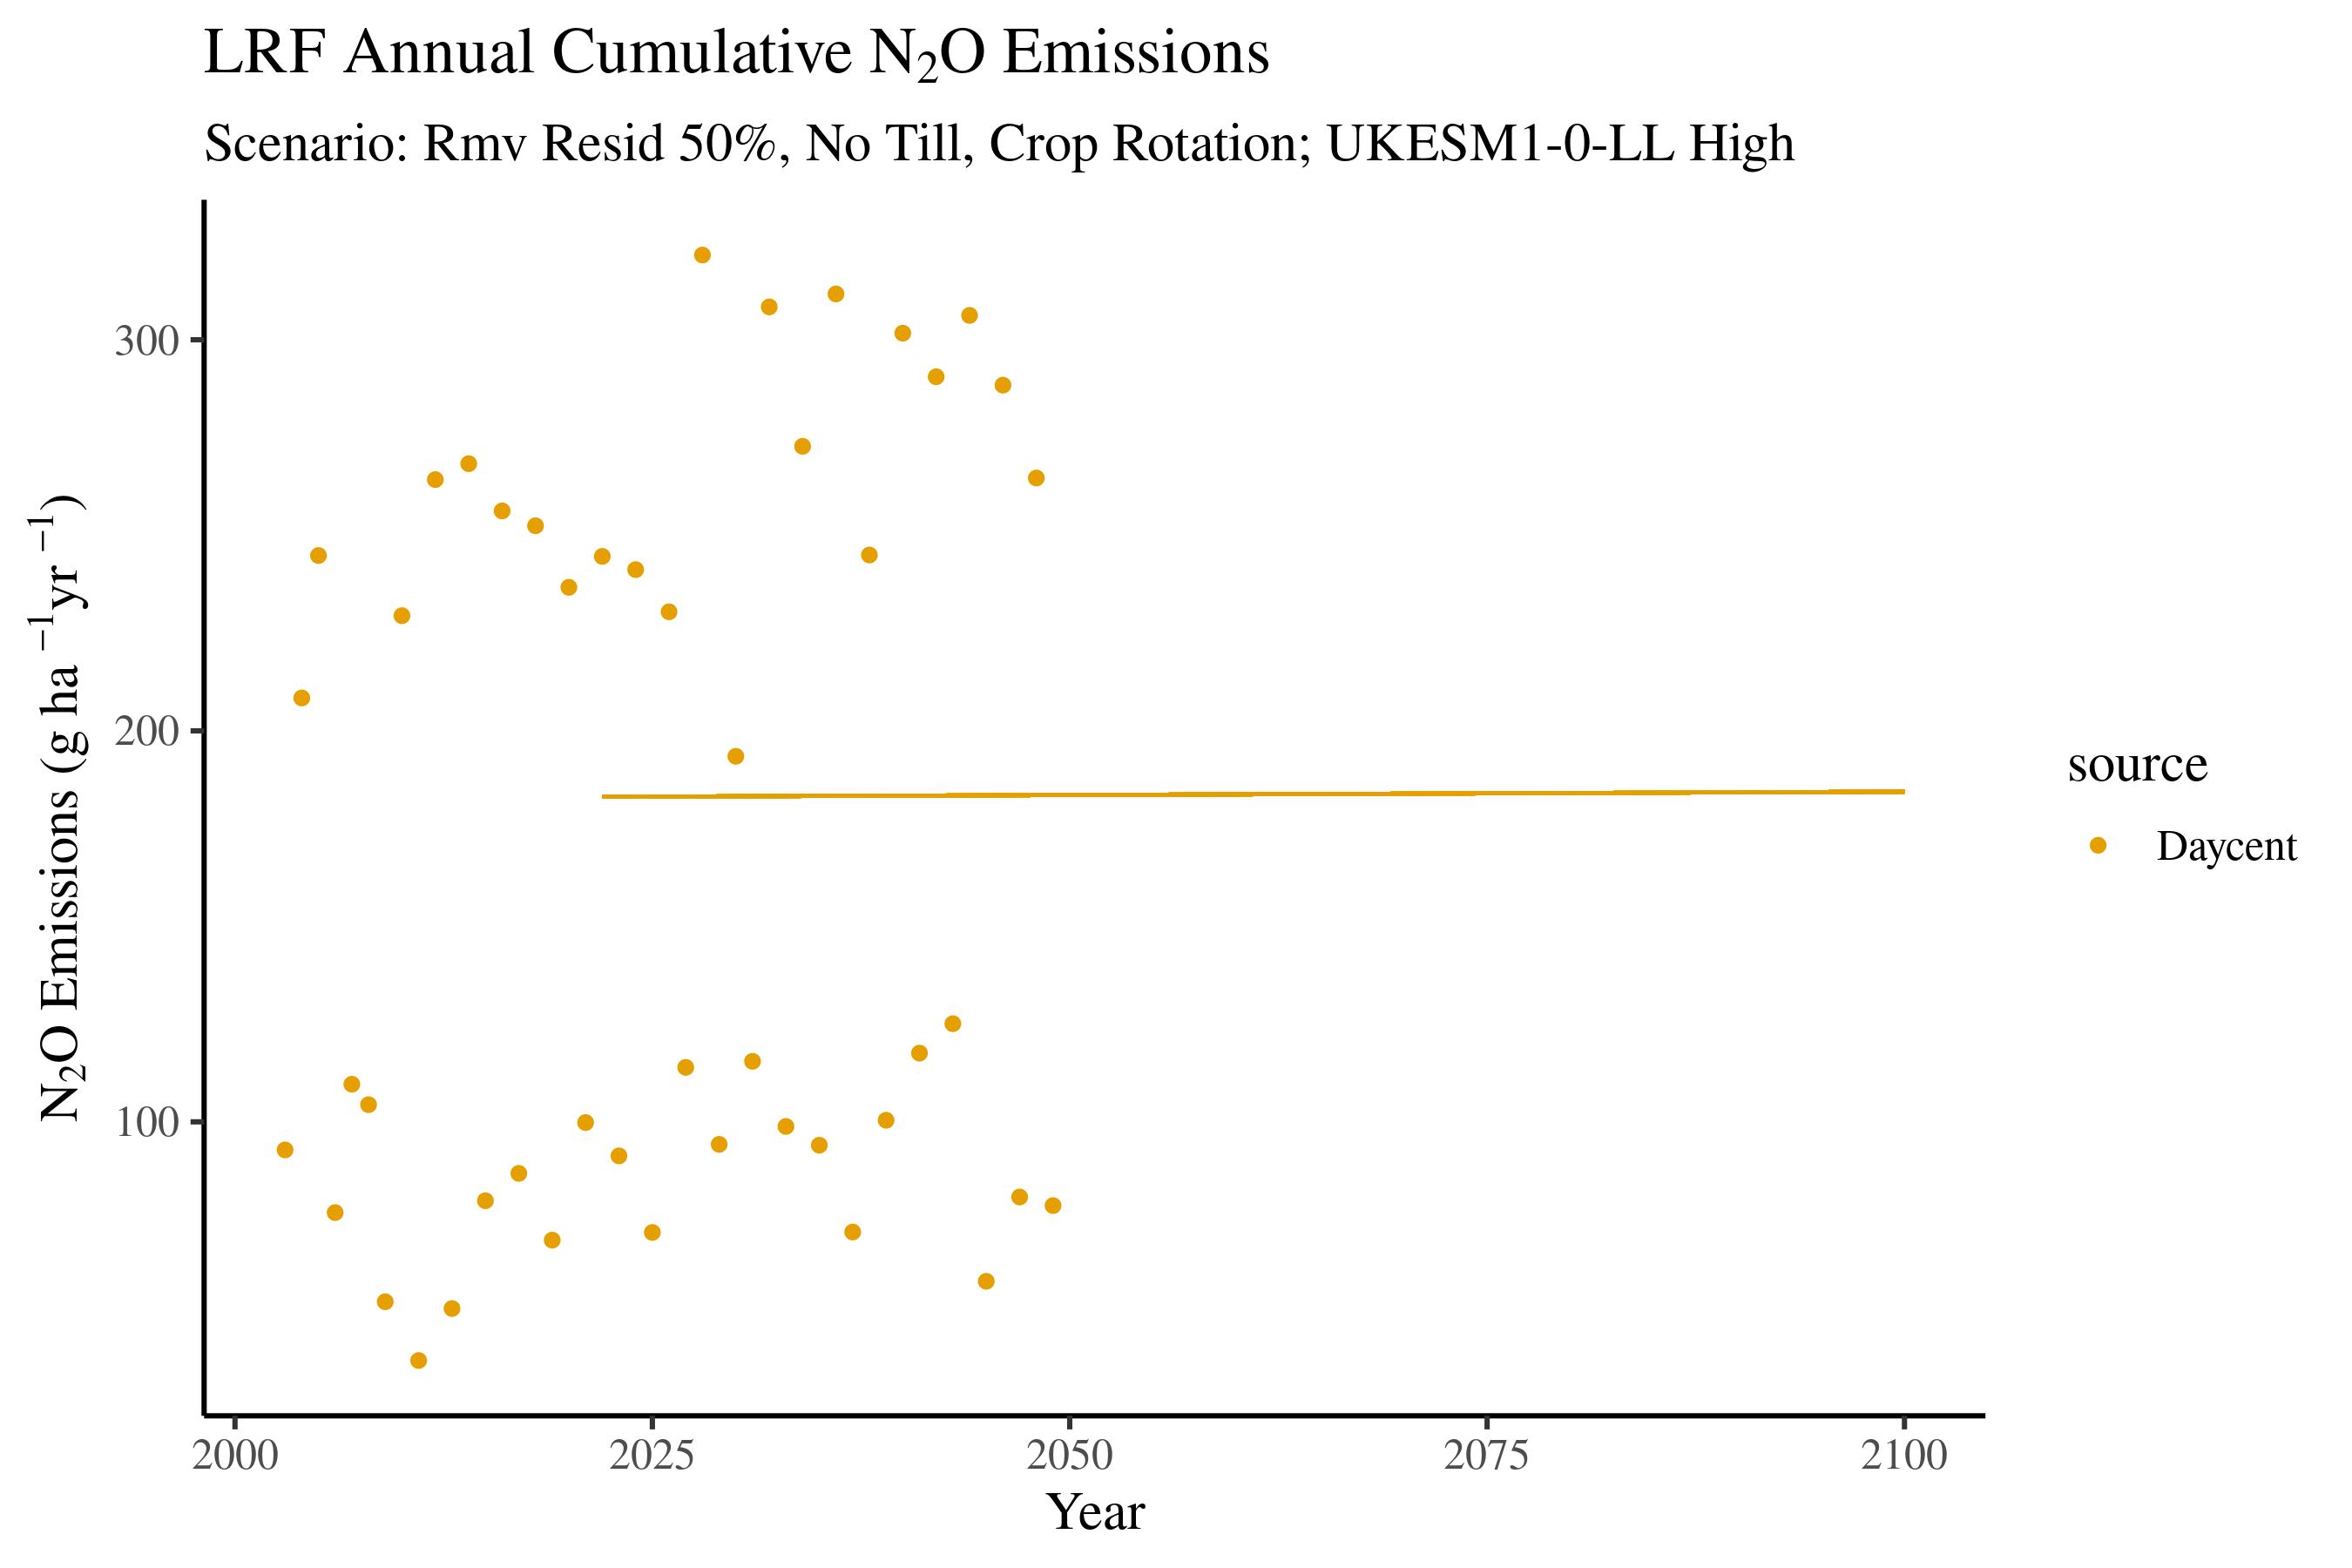 LRF Annual Cumulative N₂O Emissions
Scenario: Rmv Resid 50%, No Till, Crop Rotation; UKESM1-0-LL High
N₂O Emissions (g ha⁻¹yr⁻¹)
300
200
100
2000 2025 2050 2075 2100
Year
source
Daycent